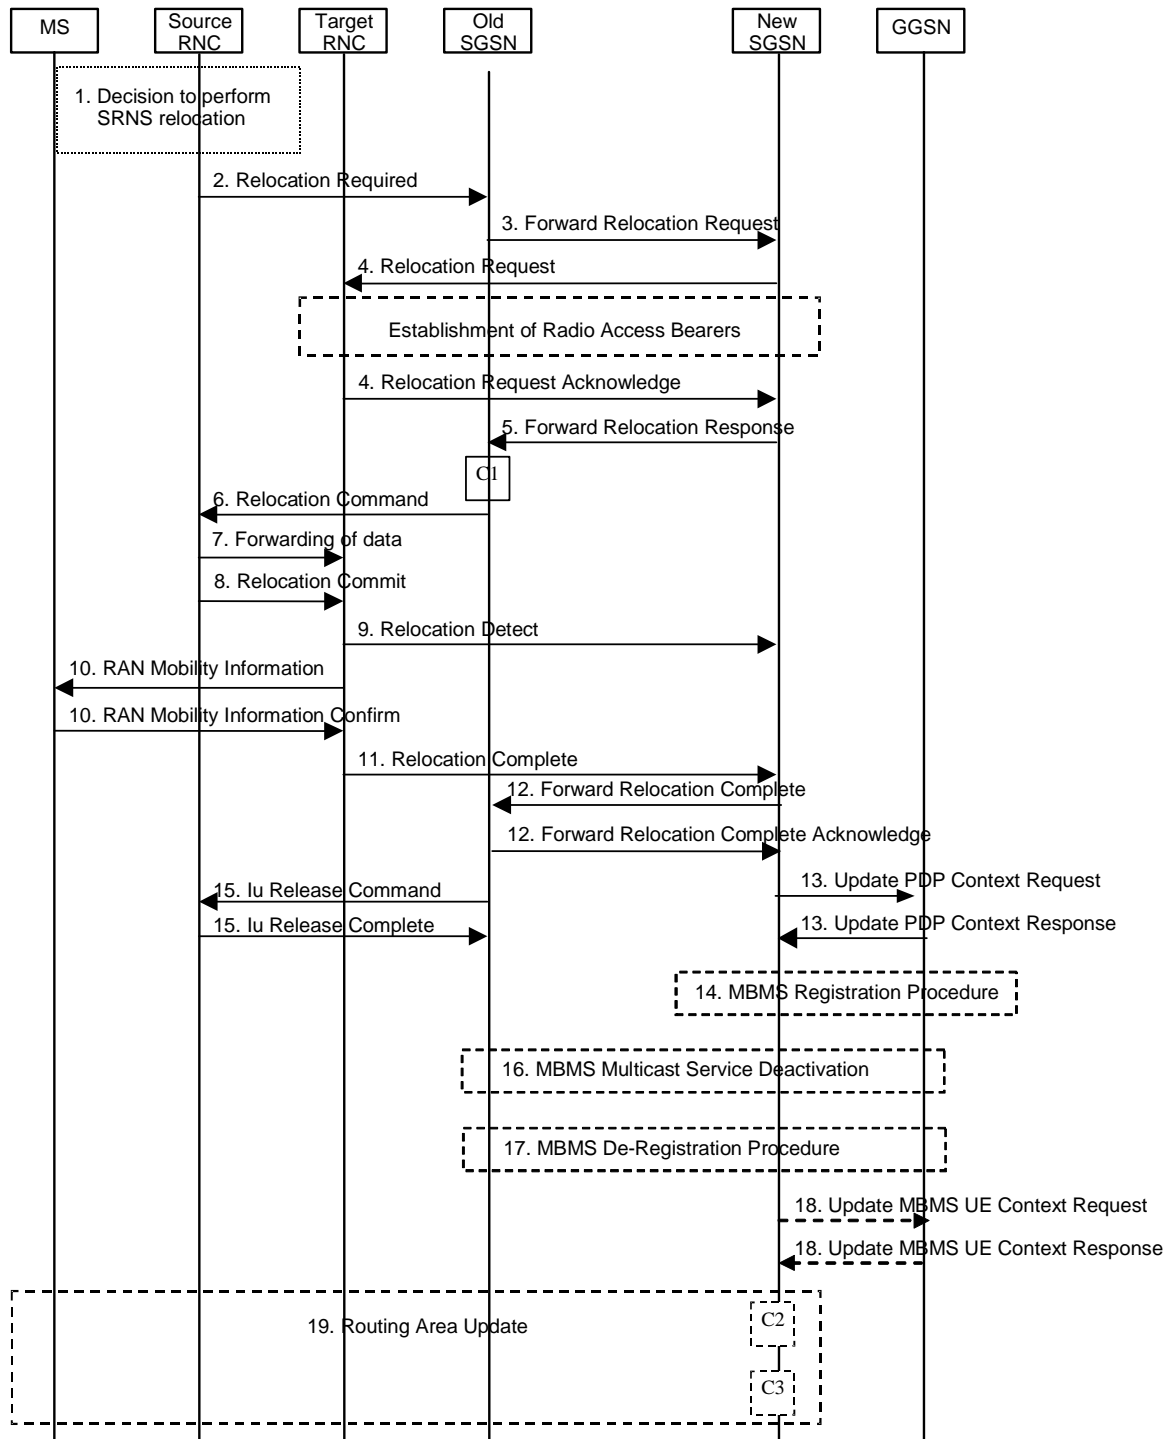 MS
Source
RNC
Target
RNC
Old
SGSN
New
SGSN
GGSN
1. Decision to perform
SRNS relocation
2. Relocation Required
3. Forward Relocation Request
4. Relocation Request
Establishment of Radio Access Bearers
4. Relocation Request Acknowledge
5. Forward Relocation Response
C1
6. Relocation Command
7. Forwarding of data
8. Relocation Commit
9. Relocation Detect
10. RAN Mobility Information
10. RAN Mobility Information Confirm
11. Relocation Complete
12. Forward Relocation Complete
12. Forward Relocation Complete Acknowledge
13. Update PDP Context Request
15. Iu Release Command
13. Update PDP Context Response
15. Iu Release Complete
14. MBMS Registration Procedure
16. MBMS Multicast Service Deactivation
17. MBMS De-Registration Procedure
18. Update MBMS UE Context Request
18. Update MBMS UE Context Response
C2
19. Routing Area Update
C3